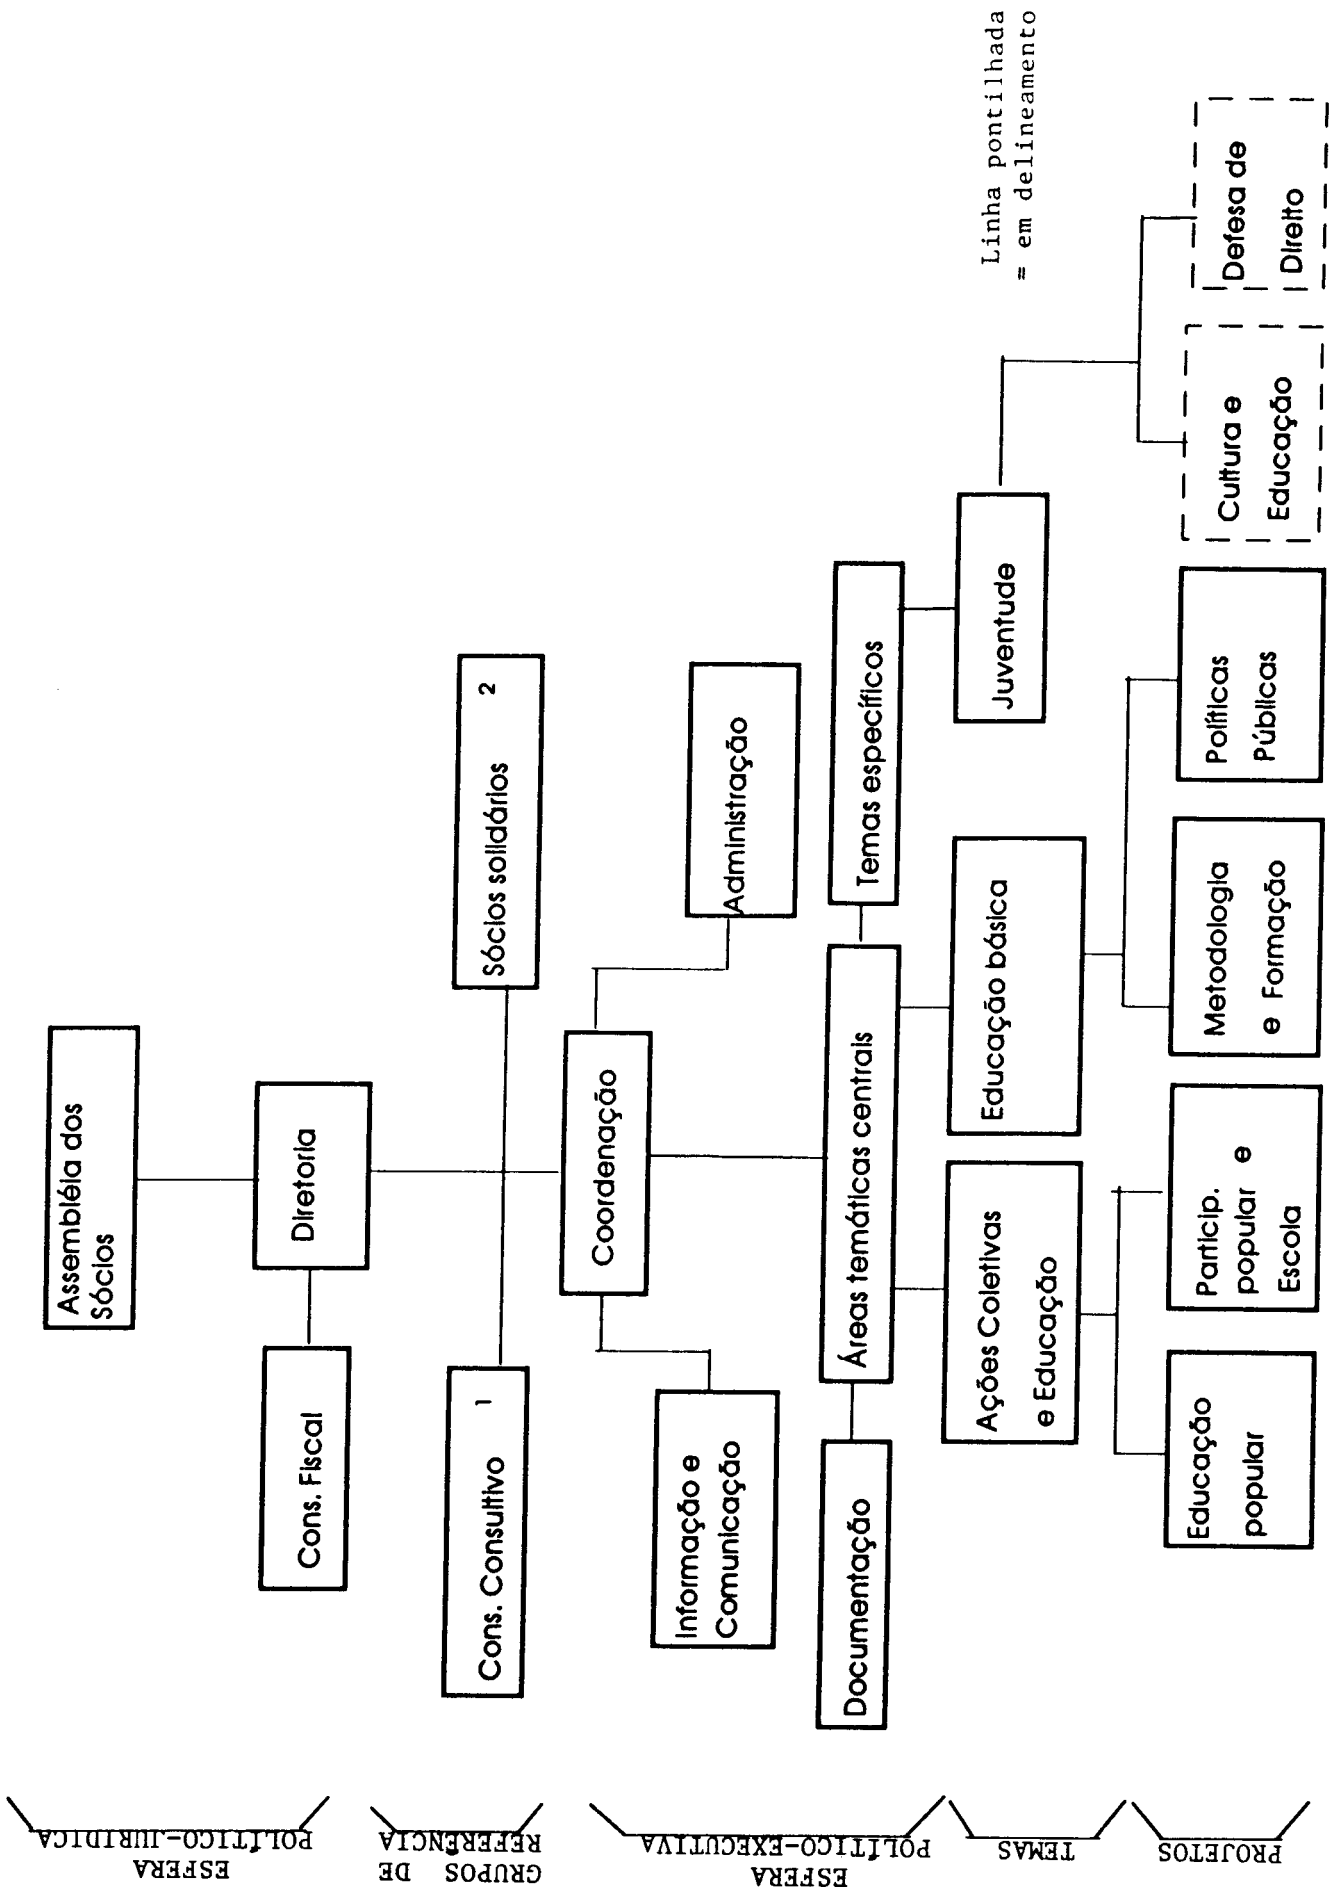 Assembléia dos
Sócios
Cons. Fiscal
Diretoria
Cons. Consultivo 1
Sócios solidários 2
Coordenação
Informação e
Comunicação
Administração
Documentação
Áreas temáticas centrais
Temas específicos
Ações Coletivas
e Educação
Educação básica
Juventude
Linha pontilhada
= em delineamento
Educação
popular
Particip.
popular e
Escola
Metodologia
e Formação
Políticas
Públicas
Cultura e
Educação
Defesa de
Direito
ESFERA
POLÍTICO-JURIDICA
GRUPOS DE
REFERÊNCIA
ESFERA
POLÍTICO-EXECUTIVA
TEMAS
PROJETOS